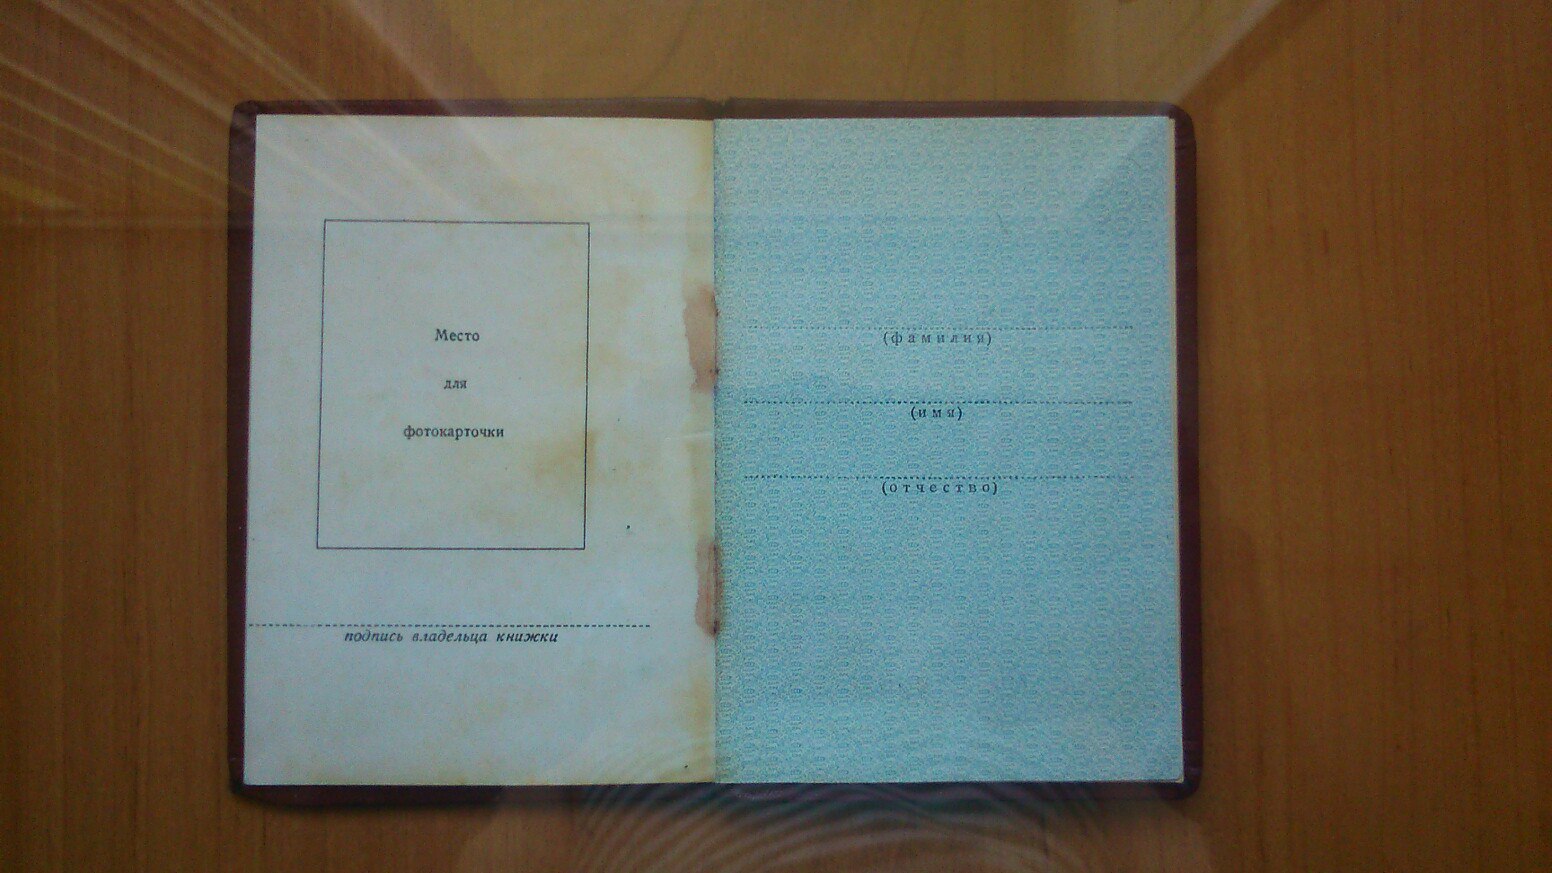 Место
для
фотокарточки
подпись владельца книжки
(фамилия)
(имя)
(отчество)